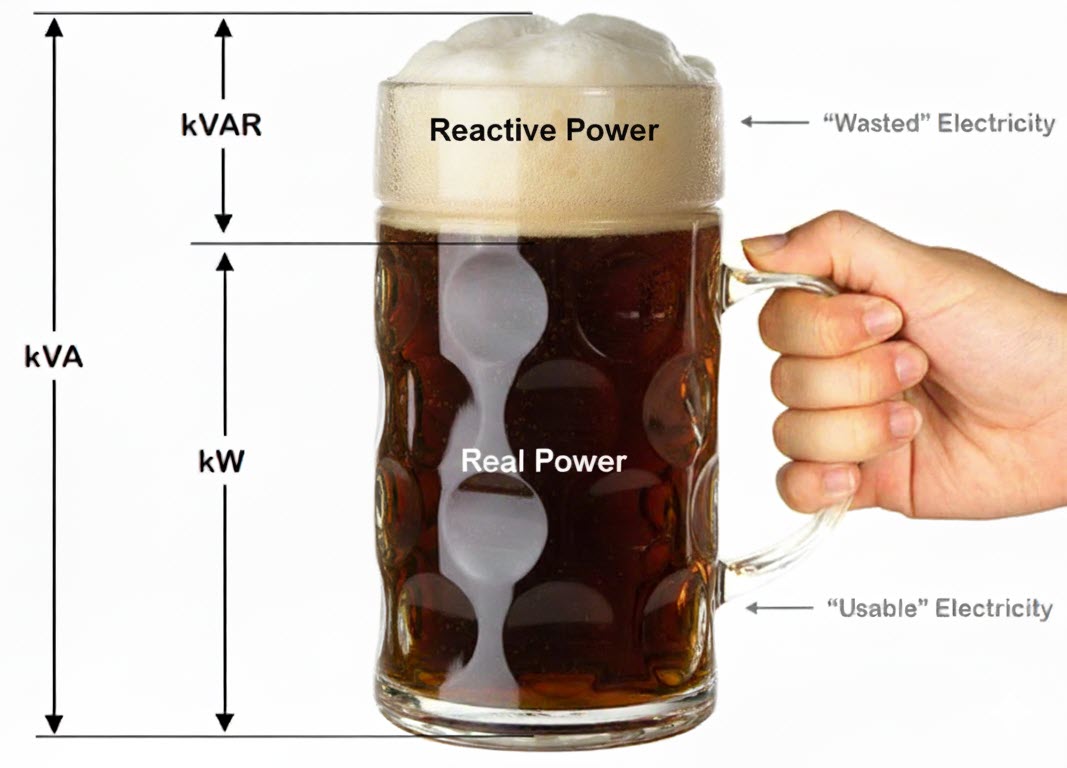 kVAR
Reactive Power
“Wasted” Electricity
kVA
kW
Real Power
“Usable” Electricity